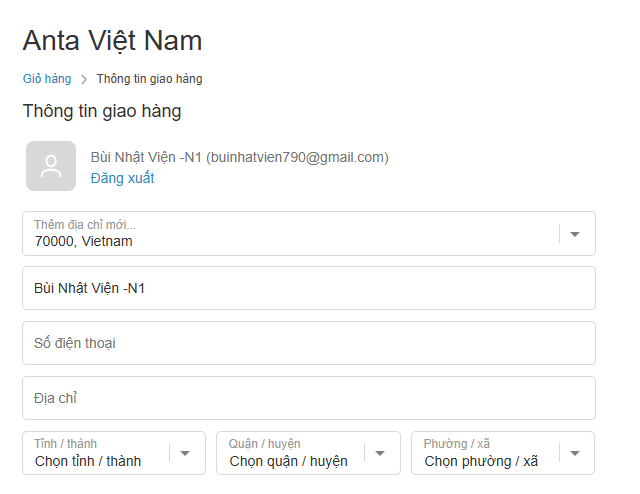 Anta Việt Nam
Giỏ hàng > Thông tin giao hàng
Thông tin giao hàng
Bùi Nhật Viện -N1 (buinhatvien790@gmail.com)
Đăng xuất
Thêm địa chỉ mới...
70000, Vietnam
Bùi Nhật Viện -N1
Số điện thoại
Địa chỉ
Tỉnh / thành Quận / huyện Phường / xã
Chọn tỉnh / thành Chọn quận / huyện Chọn phường / xã